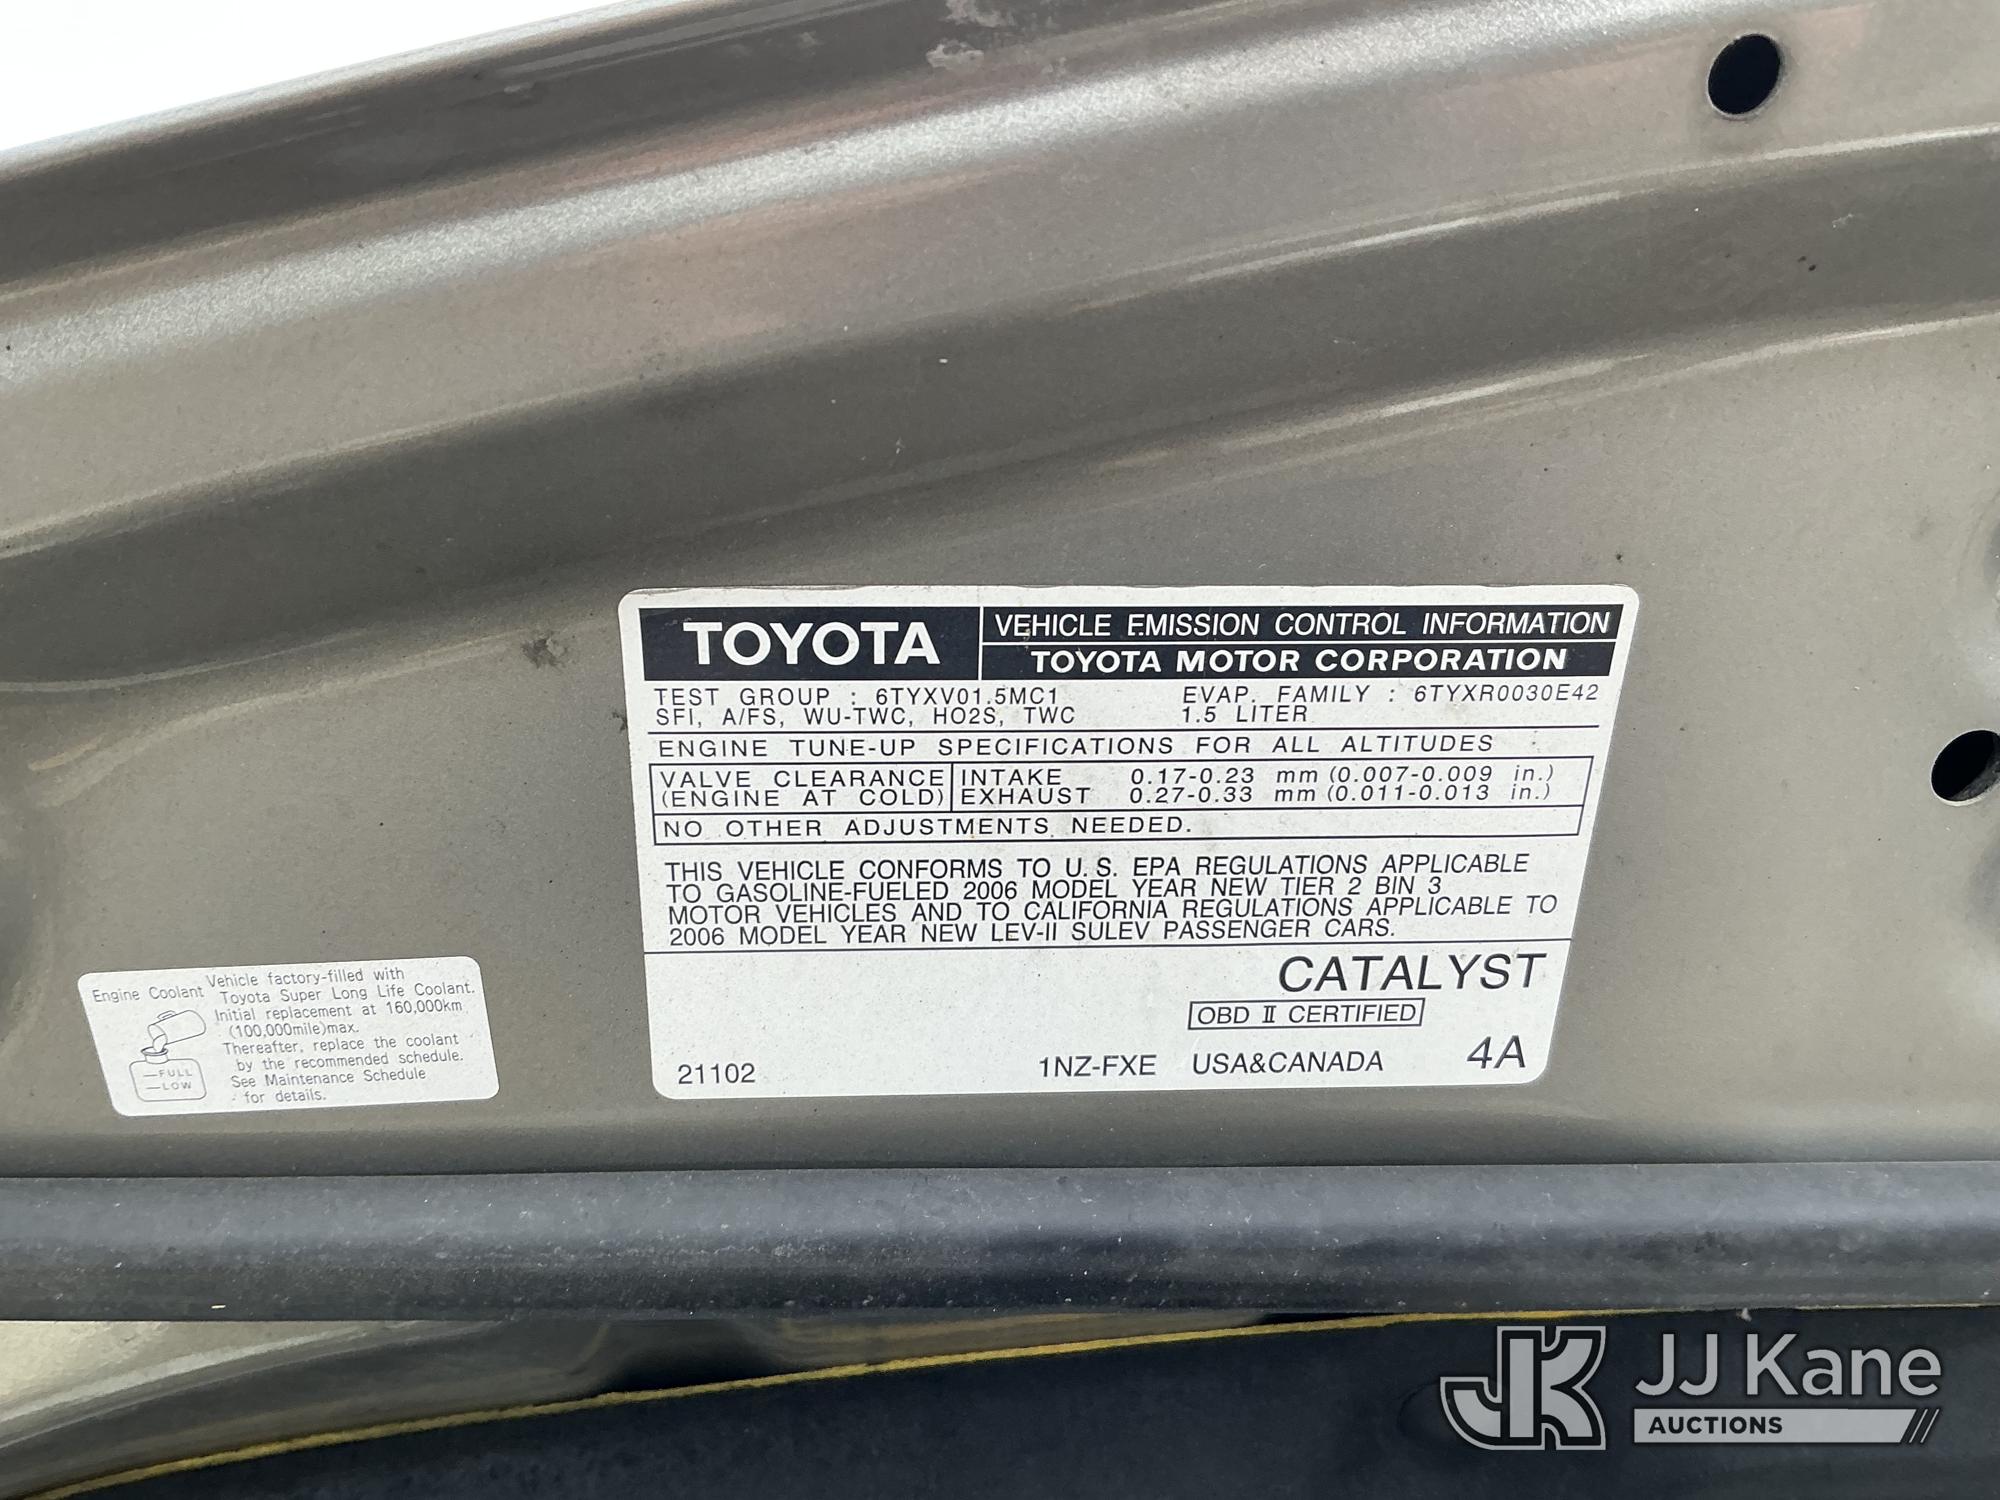 TOYOTA
VEHICLE EMISSION CONTROL INFORMATION
TOYOTA MOTOR CORPORATION
TEST GROUP : 6TYXV01.5MC1 EVAP. FAMILY : 6TYXR0030E42
SFI, A/FS, WU-TWC, HO2S, TWC 1.5 LITER
ENGINE TUNE-UP SPECIFICATIONS FOR ALL ALTITUDES
VALVE CLEARANCE INTAKE 0.17-0.23 mm (0.007-0.009 in.)
(ENGINE AT COLD) EXHAUST 0.27-0.33 mm (0.011-0.013 in.)
NO OTHER ADJUSTMENTS NEEDED.
THIS VEHICLE CONFORMS TO U.S. EPA REGULATIONS APPLICABLE
TO GASOLINE-FUELED 2006 MODEL YEAR NEW TIER 2 BIN 3
MOTOR VEHICLES AND TO CALIFORNIA REGULATIONS APPLICABLE TO
2006 MODEL YEAR NEW LEV-II SULEV PASSENGER CARS.
CATALYST
OBD II CERTIFIED
21102 1NZ-FXE USA&CANADA 4A
Engine Coolant
Vehicle factory-filled with
Toyota Super Long Life Coolant.
Initial replacement at 160,000km
(100,000mile)max.
Thereafter, replace the coolant
by the recommended schedule.
See Maintenance Schedule
for details.
FULL
LOW
JK JJ Kane
AUCTIONS